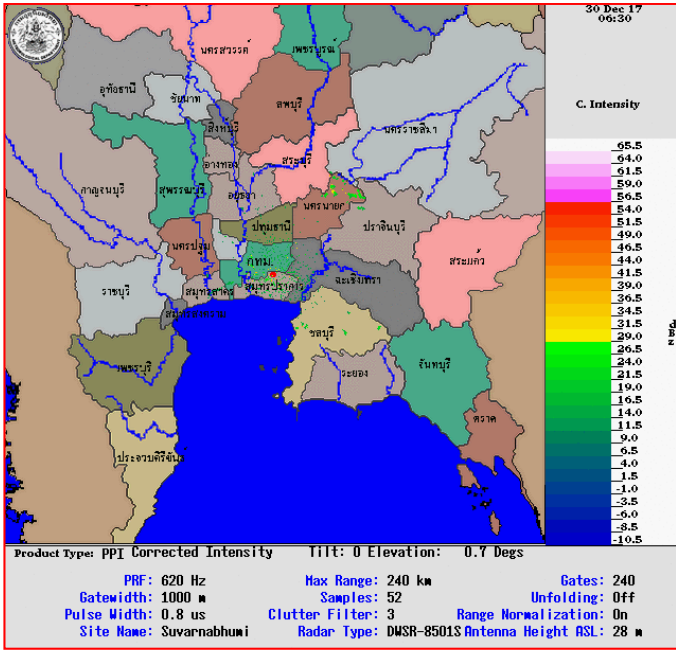 30 Dec 17
06:30
C. Intensity
นครสวรรค์
เพชรบูรณ์
อุทัยธานี
ชัยนาท
ลพบุรี
สิงห์บุรี
นครราชสีมา
อ่างทอง
สระบุรี
กาญจนบุรี
สุพรรณบุรี
อยุธยา
นครนายก
ปทุมธานี
ปราจีนบุรี
นครปฐม
กทม.
สระแก้ว
ราชบุรี
สมุทรสาคร
สมุทรปราการ
ฉะเชิงเทรา
สมุทรสงคราม
ชลบุรี
เพชรบุรี
ระยอง
จันทบุรี
ตราด
ประจวบคีรีขันธ์
65.5
64.0
61.5
59.0
56.5
54.0
51.5
49.0
46.5
44.0
41.5
39.0
36.5
34.0
31.5
29.0
26.5
24.0
21.5
19.0
16.5
14.0
11.5
9.0
6.5
4.0
1.5
-1.0
-3.5
-6.0
-8.5
-10.5
Product Type: PPI Corrected Intensity Tilt: 0 Elevation: 0.7 Degs
PRF: 620 Hz Max Range: 240 km Gates: 240
Gatewidth: 1000 m Samples: 52 Unfolding: Off
Pulse Width: 0.8 us Clutter Filter: 3 Range Normalization: On
Site Name: Suvarnabhumi Radar Type: DWSR-8501S Antenna Height ASL: 28 m